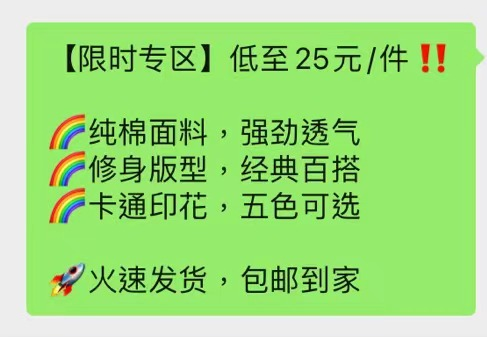 【限时专区】低至25元/件‼️
🌈纯棉面料，强劲透气
🌈修身版型，经典百搭
🌈卡通印花，五色可选
🚀火速发货，包邮到家